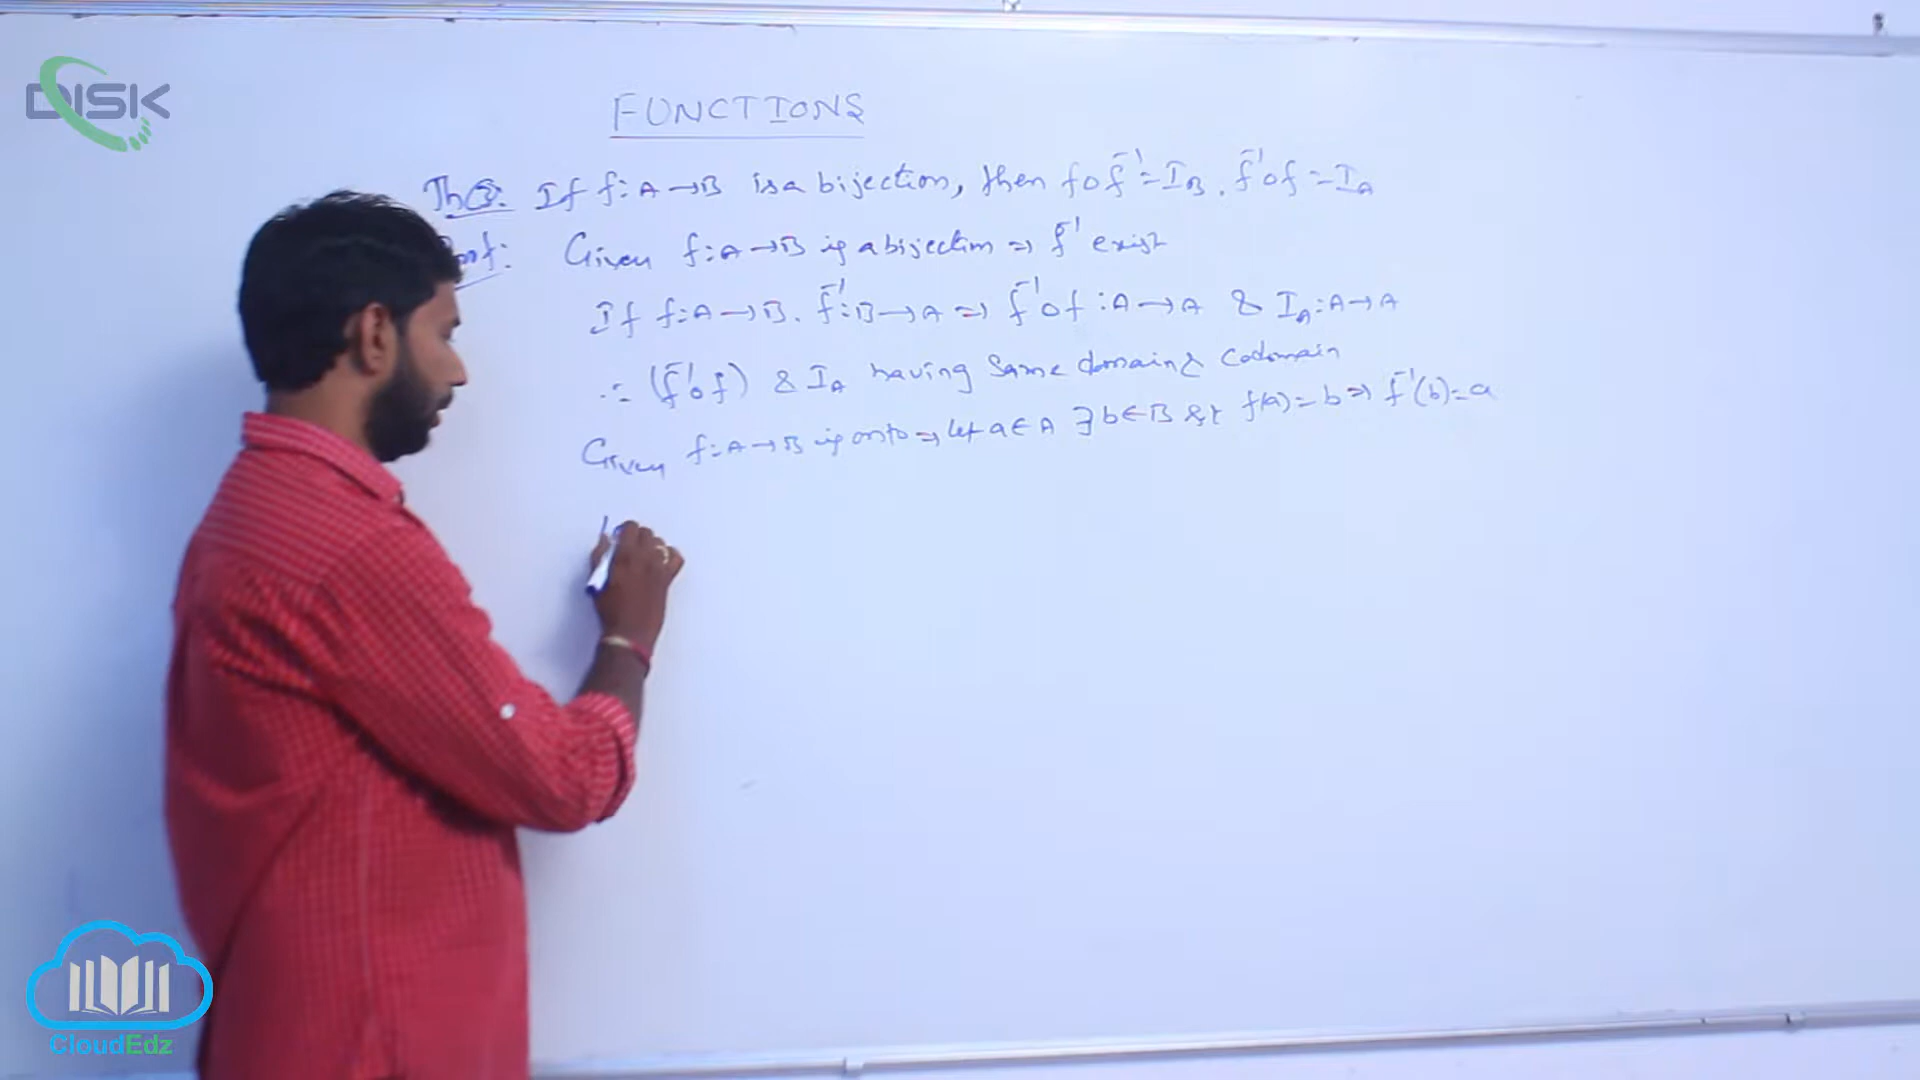 DISK
FUNCTIONS
Th③: If f:A→B is a bijection, then fof⁻¹=I_B. f⁻¹of=I_A
Given f:A→B is a bijection ⇒ f⁻¹ exist
If f:A→B. f⁻¹:B→A ⇒ f⁻¹of:A→A & I_A:A→A
∴ (f⁻¹of) & I_A having same domain & codomain
Given f:A→B is onto ⇒ let a∈A ∃ b∈B s.t f(a)=b ⇒ f⁻¹(b)=a
CloudEdz